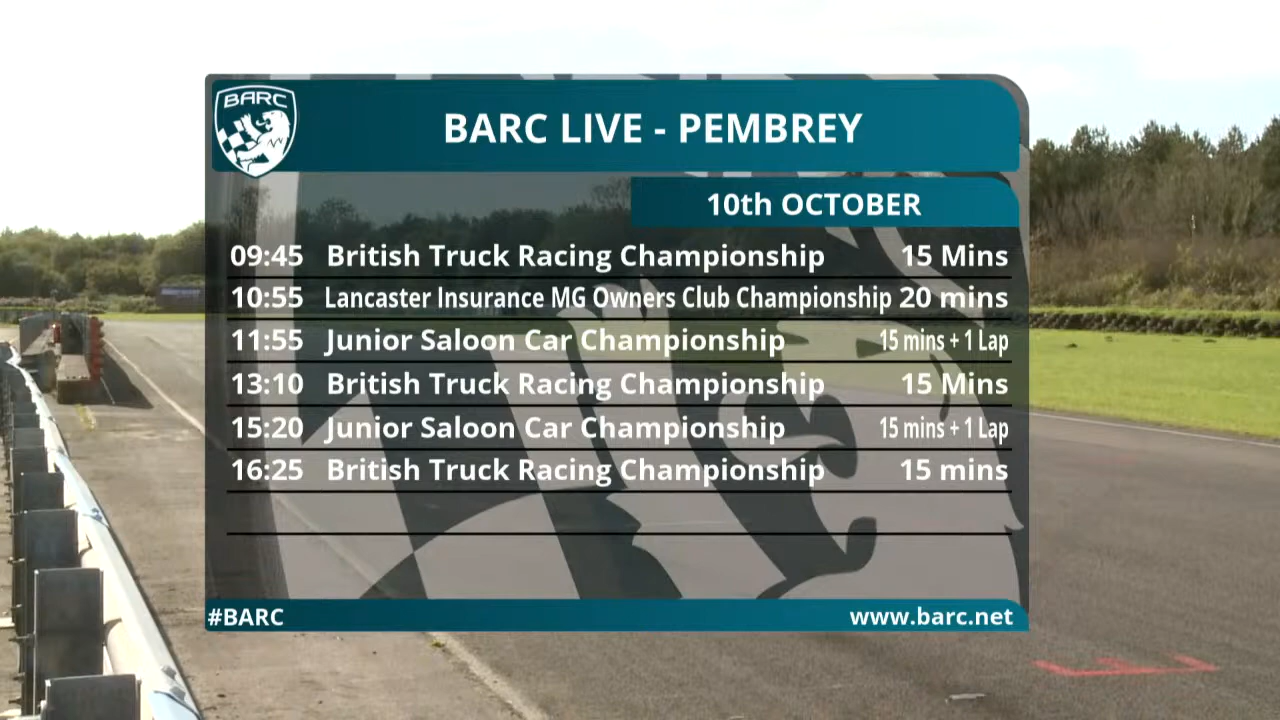 BARC
BARC LIVE - PEMBREY
10th OCTOBER
09:45 British Truck Racing Championship 15 Mins
10:55 Lancaster Insurance MG Owners Club Championship 20 mins
11:55 Junior Saloon Car Championship 15 mins + 1 Lap
13:10 British Truck Racing Championship 15 Mins
15:20 Junior Saloon Car Championship 15 mins + 1 Lap
16:25 British Truck Racing Championship 15 mins
#BARC www.barc.net